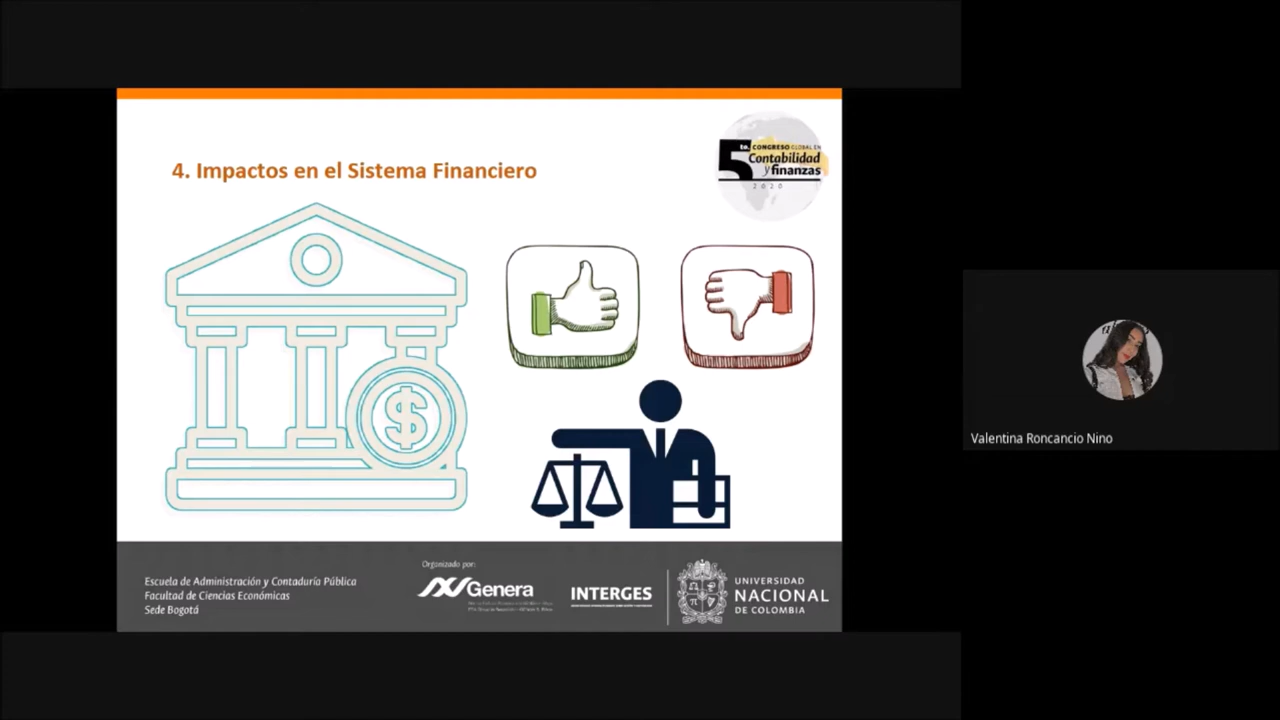 4. Impactos en el Sistema Financiero
5to. CONGRESO GLOBAL EN
Contabilidad
y finanzas
2020
$
Valentina Roncancio Nino
Escuela de Administración y Contaduría Pública
Facultad de Ciencias Económicas
Sede Bogotá
Organizado por:
Genera
INTERGES
UNIVERSIDAD
NACIONAL
DE COLOMBIA